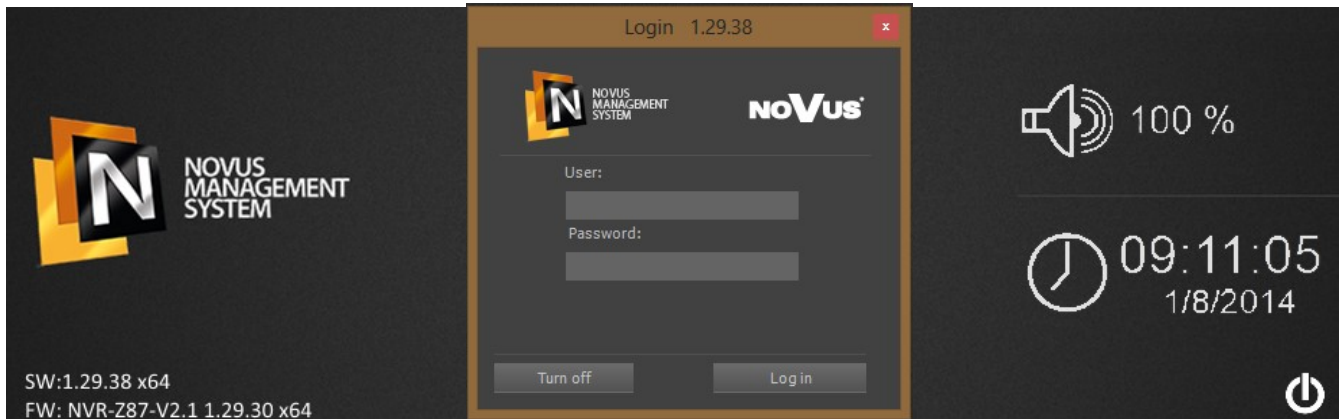 N NOVUS
MANAGEMENT
SYSTEM
SW:1.29.38 x64
FW: NVR-Z87-V2.1 1.29.30 x64
Login 1.29.38
x
N NOVUS
MANAGEMENT
SYSTEM
NOVUS
User:
Password:
Turn off
Log in
100 %
09:11:05
1/8/2014